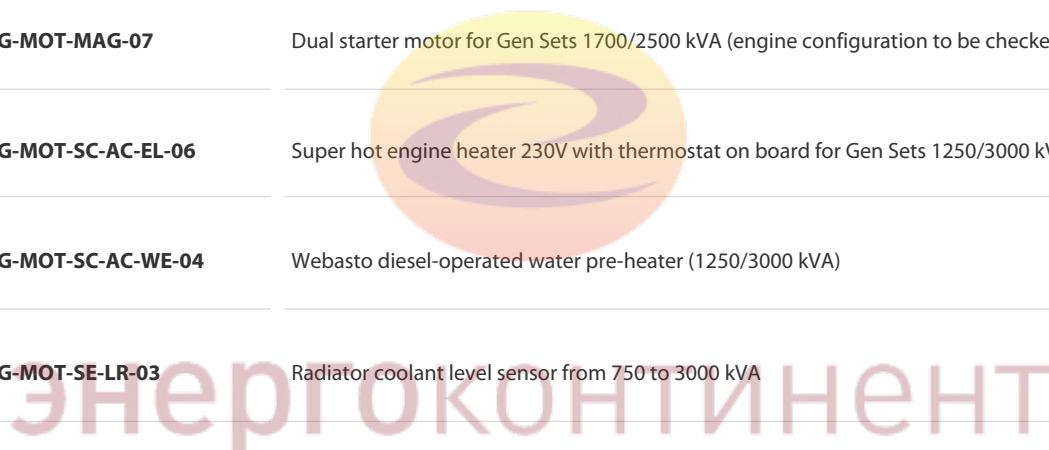 G-MOT-MAG-07 Dual starter motor for Gen Sets 1700/2500 kVA (engine configuration to be checke
G-MOT-SC-AC-EL-06 Super hot engine heater 230V with thermostat on board for Gen Sets 1250/3000 kV
G-MOT-SC-AC-WE-04 Webasto diesel-operated water pre-heater (1250/3000 kVA)
G-MOT-SE-LR-03 Radiator coolant level sensor from 750 to 3000 kVA
энергоконтинент